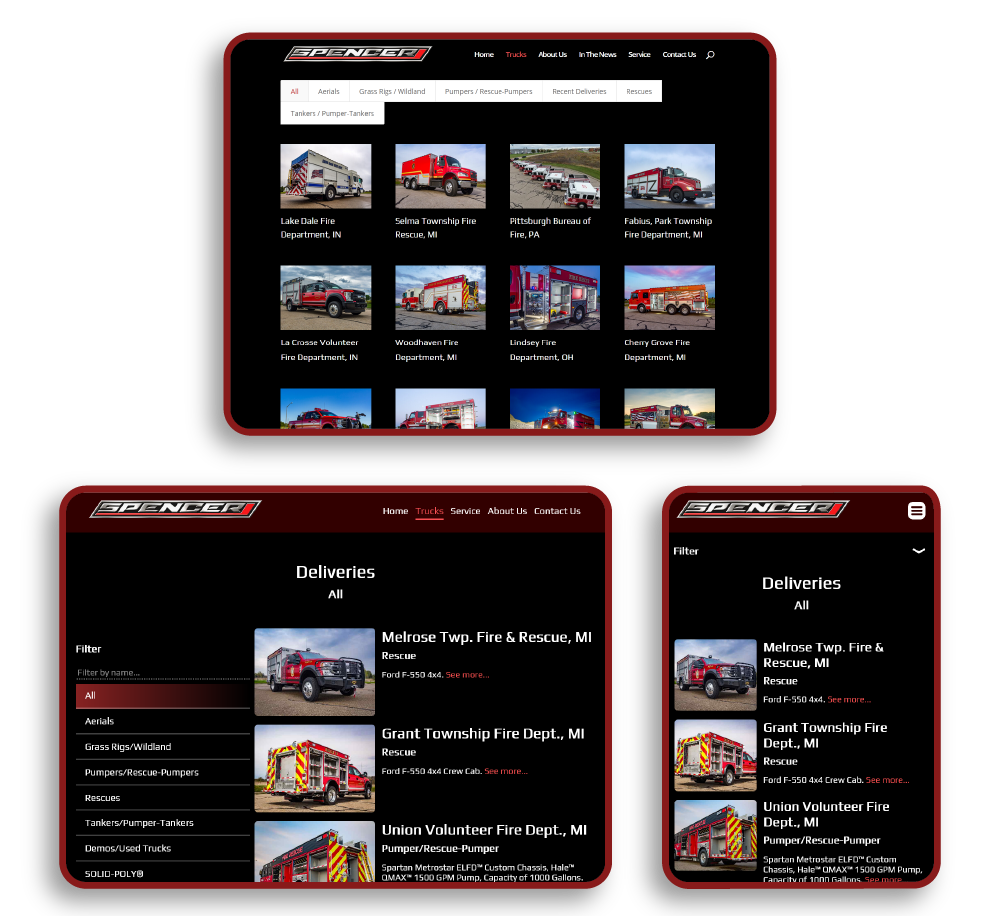 SPENCER
Home Trucks About Us In The News Service Contact Us
All Aerials Grass Rigs / Wildland Pumpers / Rescue-Pumpers Recent Deliveries Rescues
Tankers / Pumper-Tankers
Lake Dale Fire
Department, IN
Selma Township Fire
Rescue, MI
Pittsburgh Bureau of
Fire, PA
Fabius, Park Township
Fire Department, MI
La Crosse Volunteer
Fire Department, IN
Woodhaven Fire
Department, MI
Lindsey Fire
Department, OH
Cherry Grove Fire
Department, MI
SPENCER
Home Trucks Service About Us Contact Us
Deliveries
All
Filter
Filter by name...
All
Aerials
Grass Rigs/Wildland
Pumpers/Rescue-Pumpers
Rescues
Tankers/Pumper-Tankers
Demos/Used Trucks
SOLID-POLY®
Melrose Twp. Fire & Rescue, MI
Rescue
Ford F-550 4x4. See more...
Grant Township Fire Dept., MI
Rescue
Ford F-550 4x4 Crew Cab. See more...
Union Volunteer Fire Dept., MI
Pumper/Rescue-Pumper
Spartan Metrostar ELFD™ Custom Chassis, Hale™
QMAX™ 1500 GPM Pump, Capacity of 1000 Gallons.
SPENCER
Filter
Deliveries
All
Melrose Twp. Fire &
Rescue, MI
Rescue
Ford F-550 4x4. See more...
Grant Township Fire
Dept., MI
Rescue
Ford F-550 4x4 Crew Cab. See more...
Union Volunteer Fire
Dept., MI
Pumper/Rescue-Pumper
Spartan Metrostar ELFD™ Custom
Chassis, Hale™ QMAX™ 1500 GPM Pump,
Capacity of 1000 Gallons. See more...